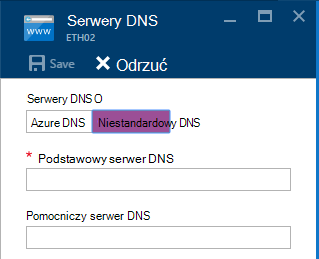 Serwery DNS
ETH02
WWW
Save Odrzuć
Serwery DNS O
Azure DNS Niestandardowy DNS
* Podstawowy serwer DNS
Pomocniczy serwer DNS